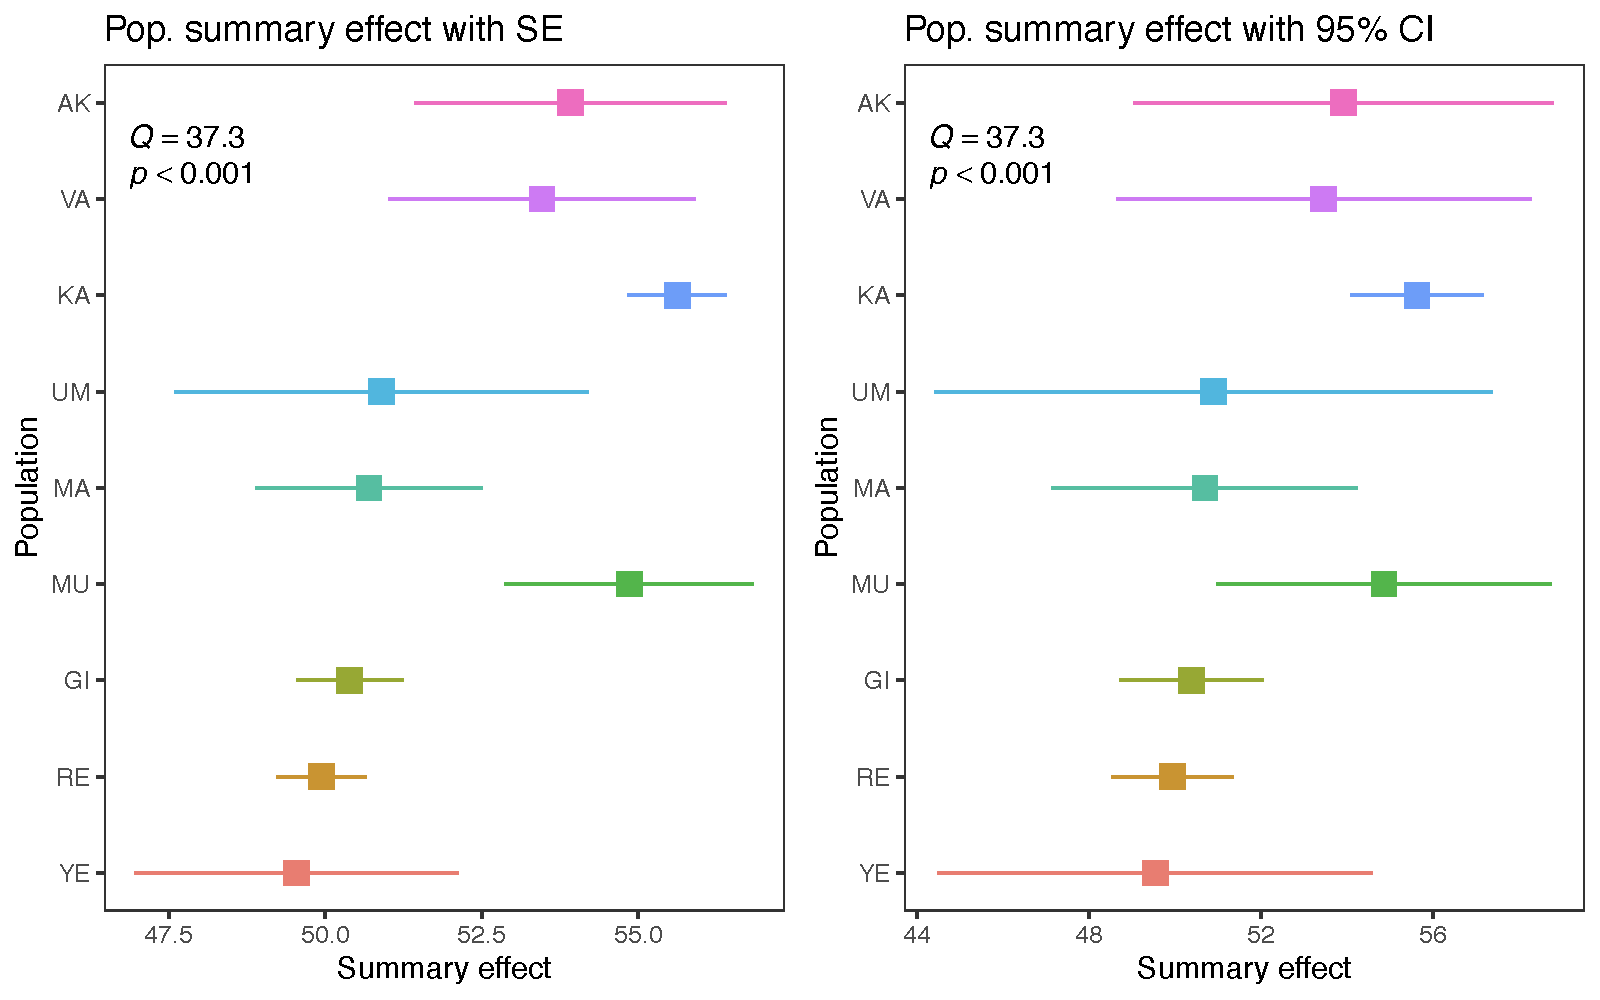 Pop. summary effect with SE
AK
VA
KA
UM
MA
MU
GI
RE
YE
Population
Q = 37.3
p < 0.001
47.5 50.0 52.5 55.0
Summary effect
Pop. summary effect with 95% CI
AK
VA
KA
UM
MA
MU
GI
RE
YE
Population
Q = 37.3
p < 0.001
44 48 52 56
Summary effect